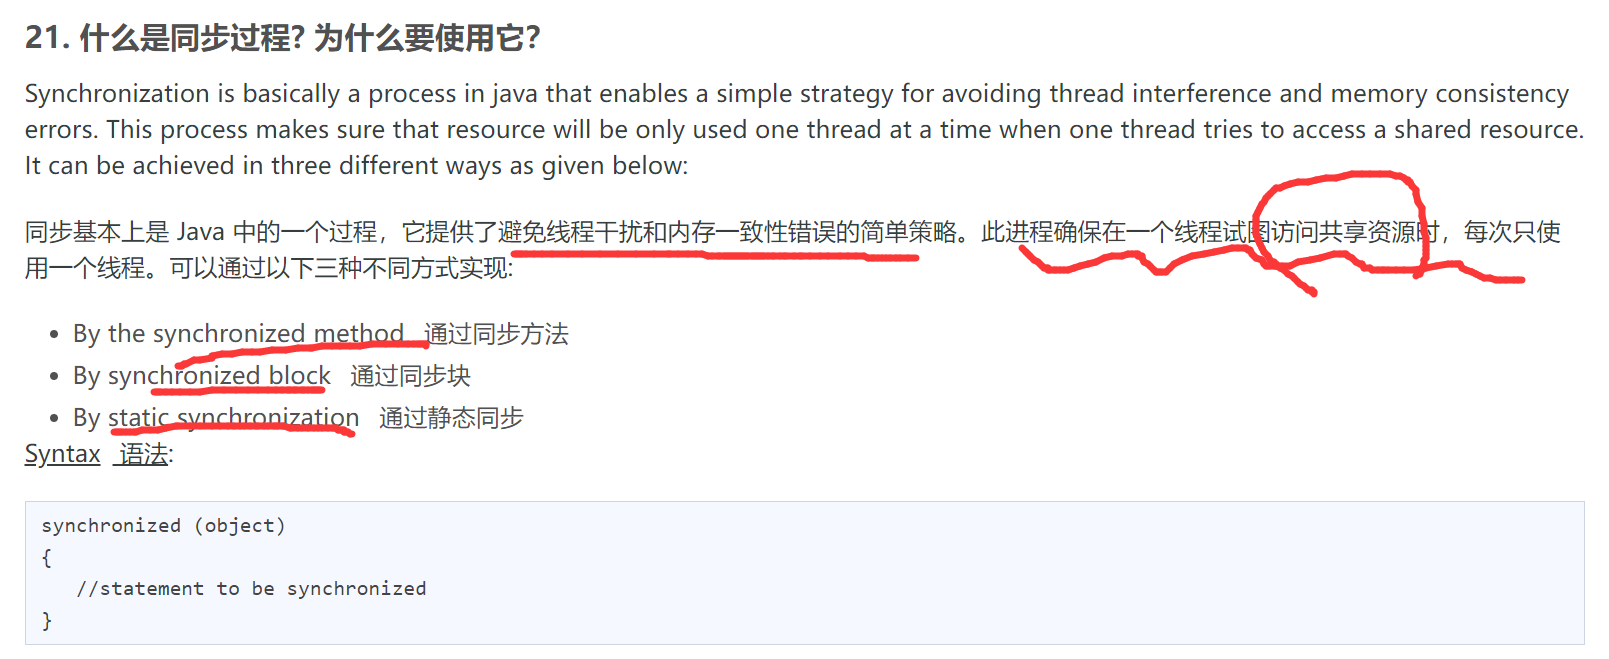 21. 什么是同步过程? 为什么要使用它?
Synchronization is basically a process in java that enables a simple strategy for avoiding thread interference and memory consistency
errors. This process makes sure that resource will be only used one thread at a time when one thread tries to access a shared resource.
It can be achieved in three different ways as given below:
同步基本上是 Java 中的一个过程，它提供了避免线程干扰和内存一致性错误的简单策略。此进程确保在一个线程试图访问共享资源时，每次只使
用一个线程。可以通过以下三种不同方式实现:
• By the synchronized method 通过同步方法
• By synchronized block 通过同步块
• By static synchronization 通过静态同步
Syntax 语法:
synchronized (object)
{
//statement to be synchronized
}